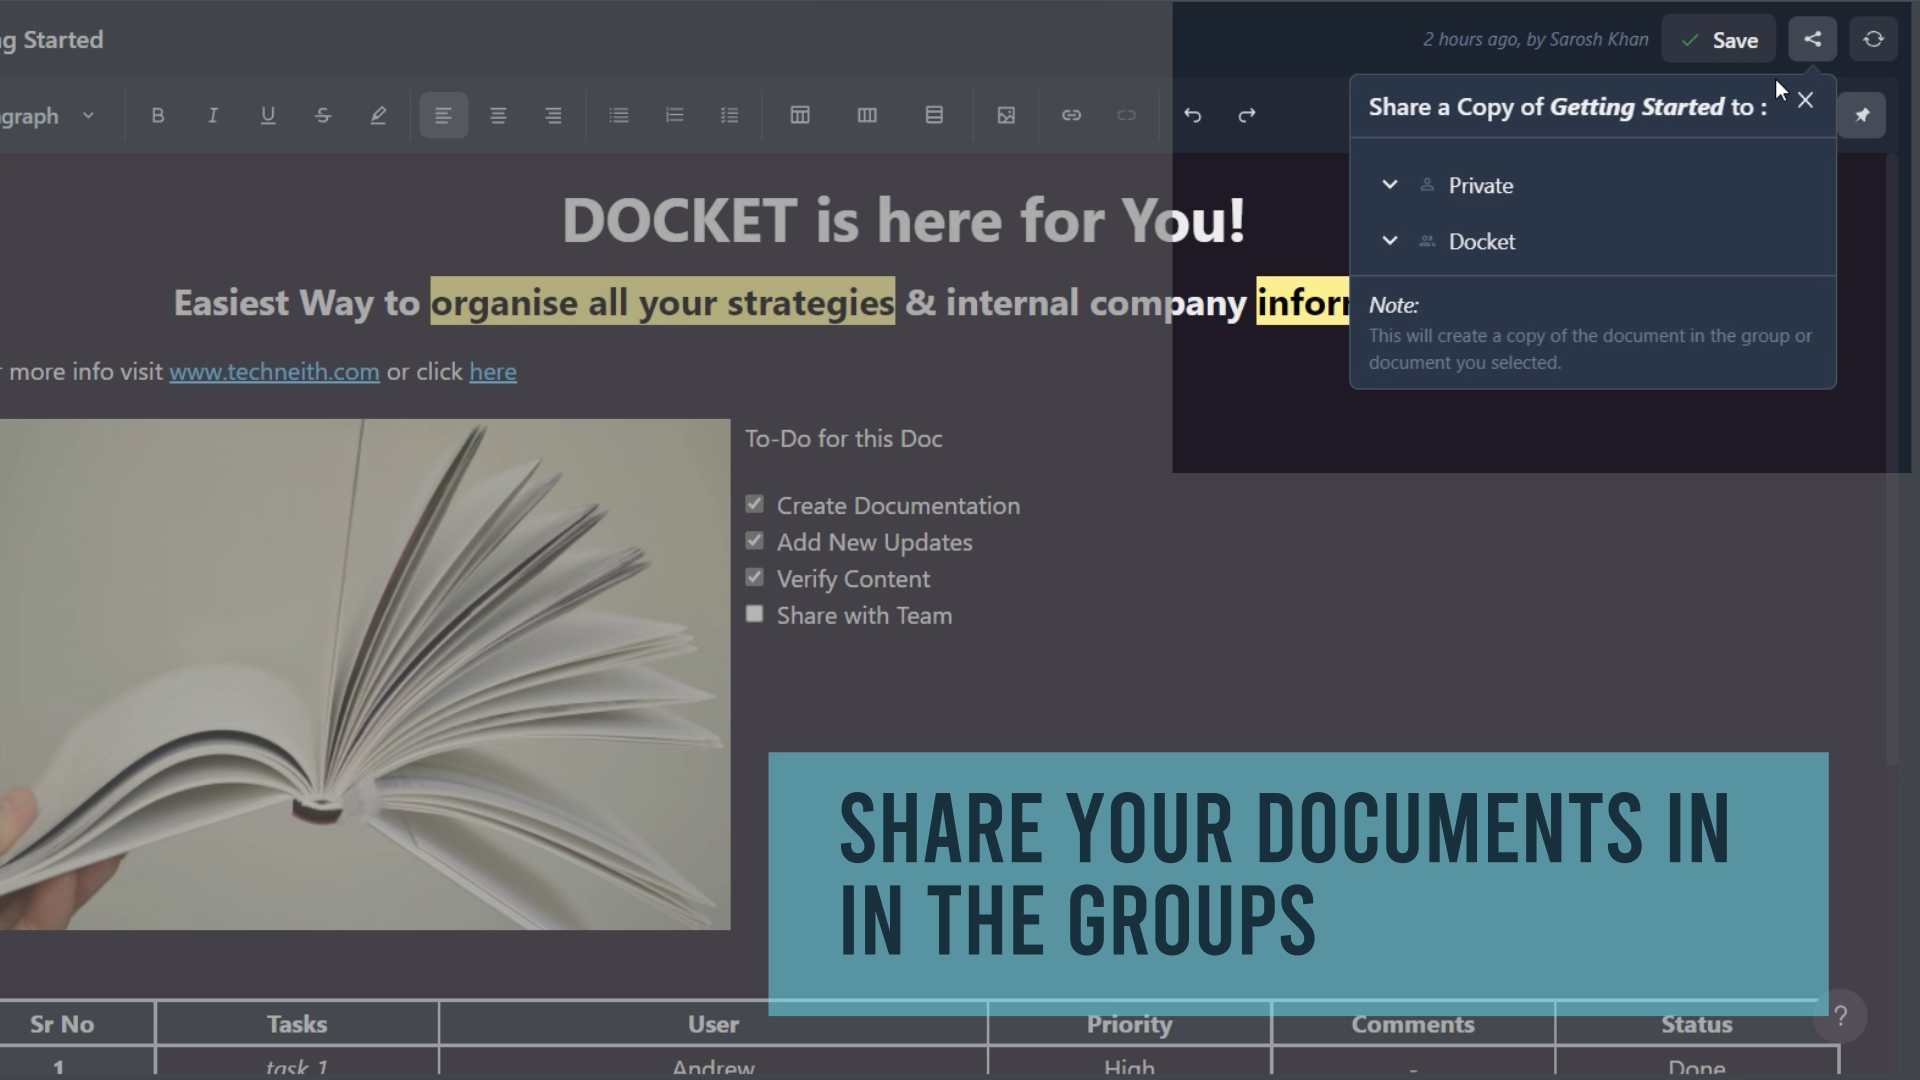 g Started
2 hours ago, by Sarosh Khan
Save
graph
B I U S
Share a Copy of Getting Started to :
Private
Docket
Note:
This will create a copy of the document in the group or
document you selected.
DOCKET is here for You!
Easiest Way to organise all your strategies & internal company infor
more info visit www.techneith.com or click here
To-Do for this Doc
Create Documentation
Add New Updates
Verify Content
Share with Team
SHARE YOUR DOCUMENTS IN
IN THE GROUPS
?
Sr No Tasks User Priority Comments Status
1 task 1 Andrew High - Done